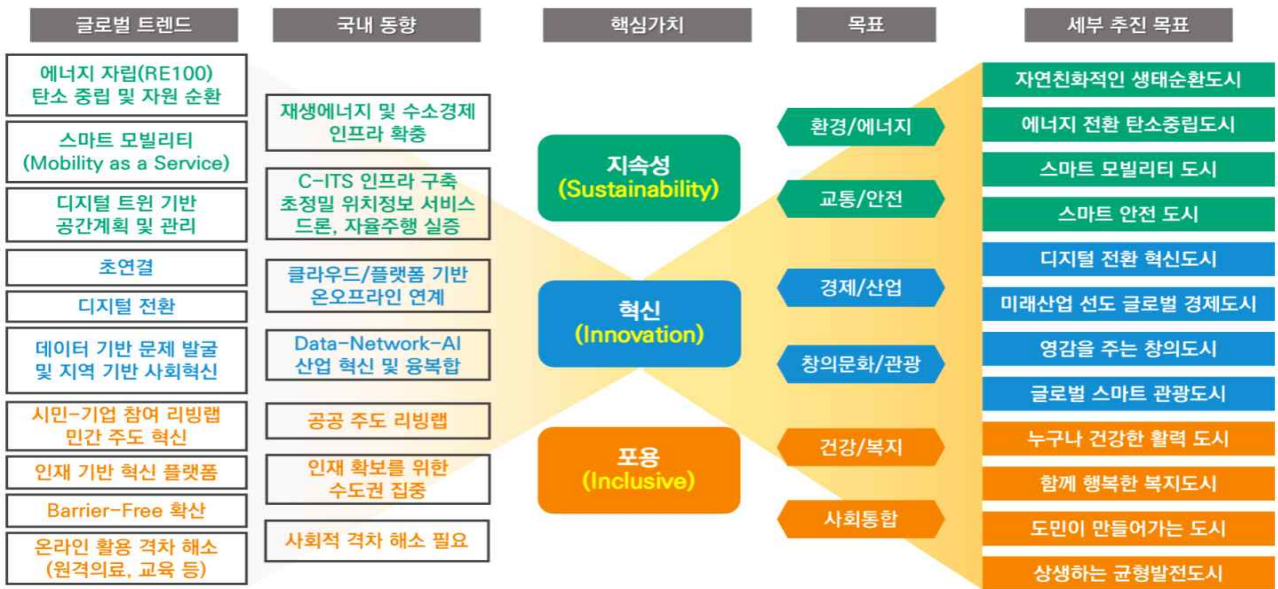 글로벌 트렌드
에너지 자립(RE100)
탄소 중립 및 자원 순환
스마트 모빌리티
(Mobility as a Service)
디지털 트윈 기반
공간계획 및 관리
초연결
디지털 전환
데이터 기반 문제 발굴
및 지역 기반 사회혁신
시민-기업 참여 리빙랩
민간 주도 혁신
인재 기반 혁신 플랫폼
Barrier-Free 확산
온라인 활용 격차 해소
(원격의료, 교육 등)
국내 동향
재생에너지 및 수소경제
인프라 확충
C-ITS 인프라 구축
초정밀 위치정보 서비스
드론, 자율주행 실증
클라우드/플랫폼 기반
온오프라인 연계
Data-Network-AI
산업 혁신 및 융복합
공공 주도 리빙랩
인재 확보를 위한
수도권 집중
사회적 격차 해소 필요
핵심가치
지속성
(Sustainability)
혁신
(Innovation)
포용
(Inclusive)
목표
환경/에너지
교통/안전
경제/산업
창의문화/관광
건강/복지
사회통합
세부 추진 목표
자연친화적인 생태순환도시
에너지 전환 탄소중립도시
스마트 모빌리티 도시
스마트 안전 도시
디지털 전환 혁신도시
미래산업 선도 글로벌 경제도시
영감을 주는 창의도시
글로벌 스마트 관광도시
누구나 건강한 활력 도시
함께 행복한 복지도시
도민이 만들어가는 도시
상생하는 균형발전도시